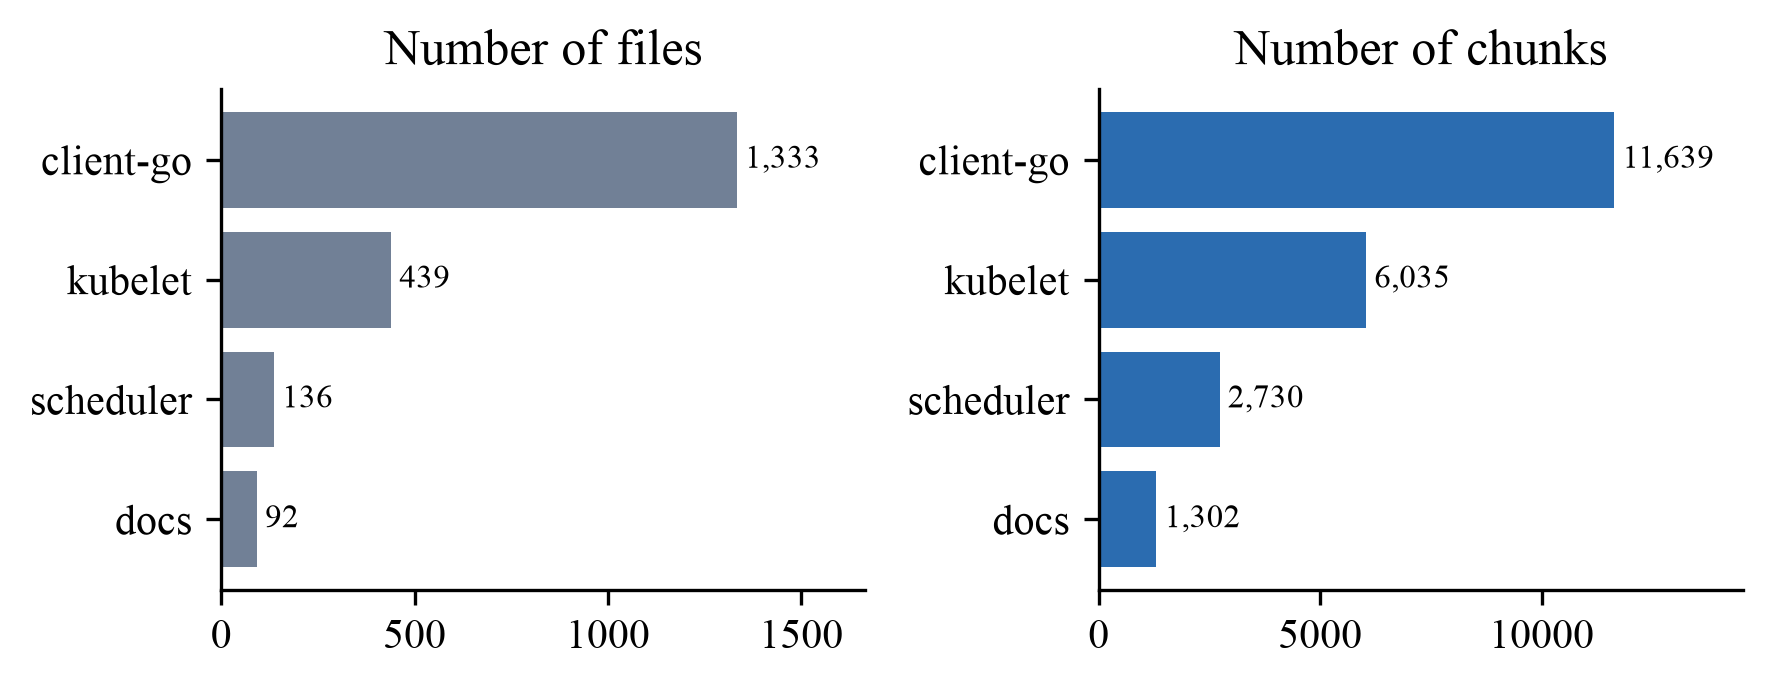 Number of files
client-go
1,333
kubelet
439
scheduler
136
docs
92
0 500 1000 1500
Number of chunks
client-go
11,639
kubelet
6,035
scheduler
2,730
docs
1,302
0 5000 10000